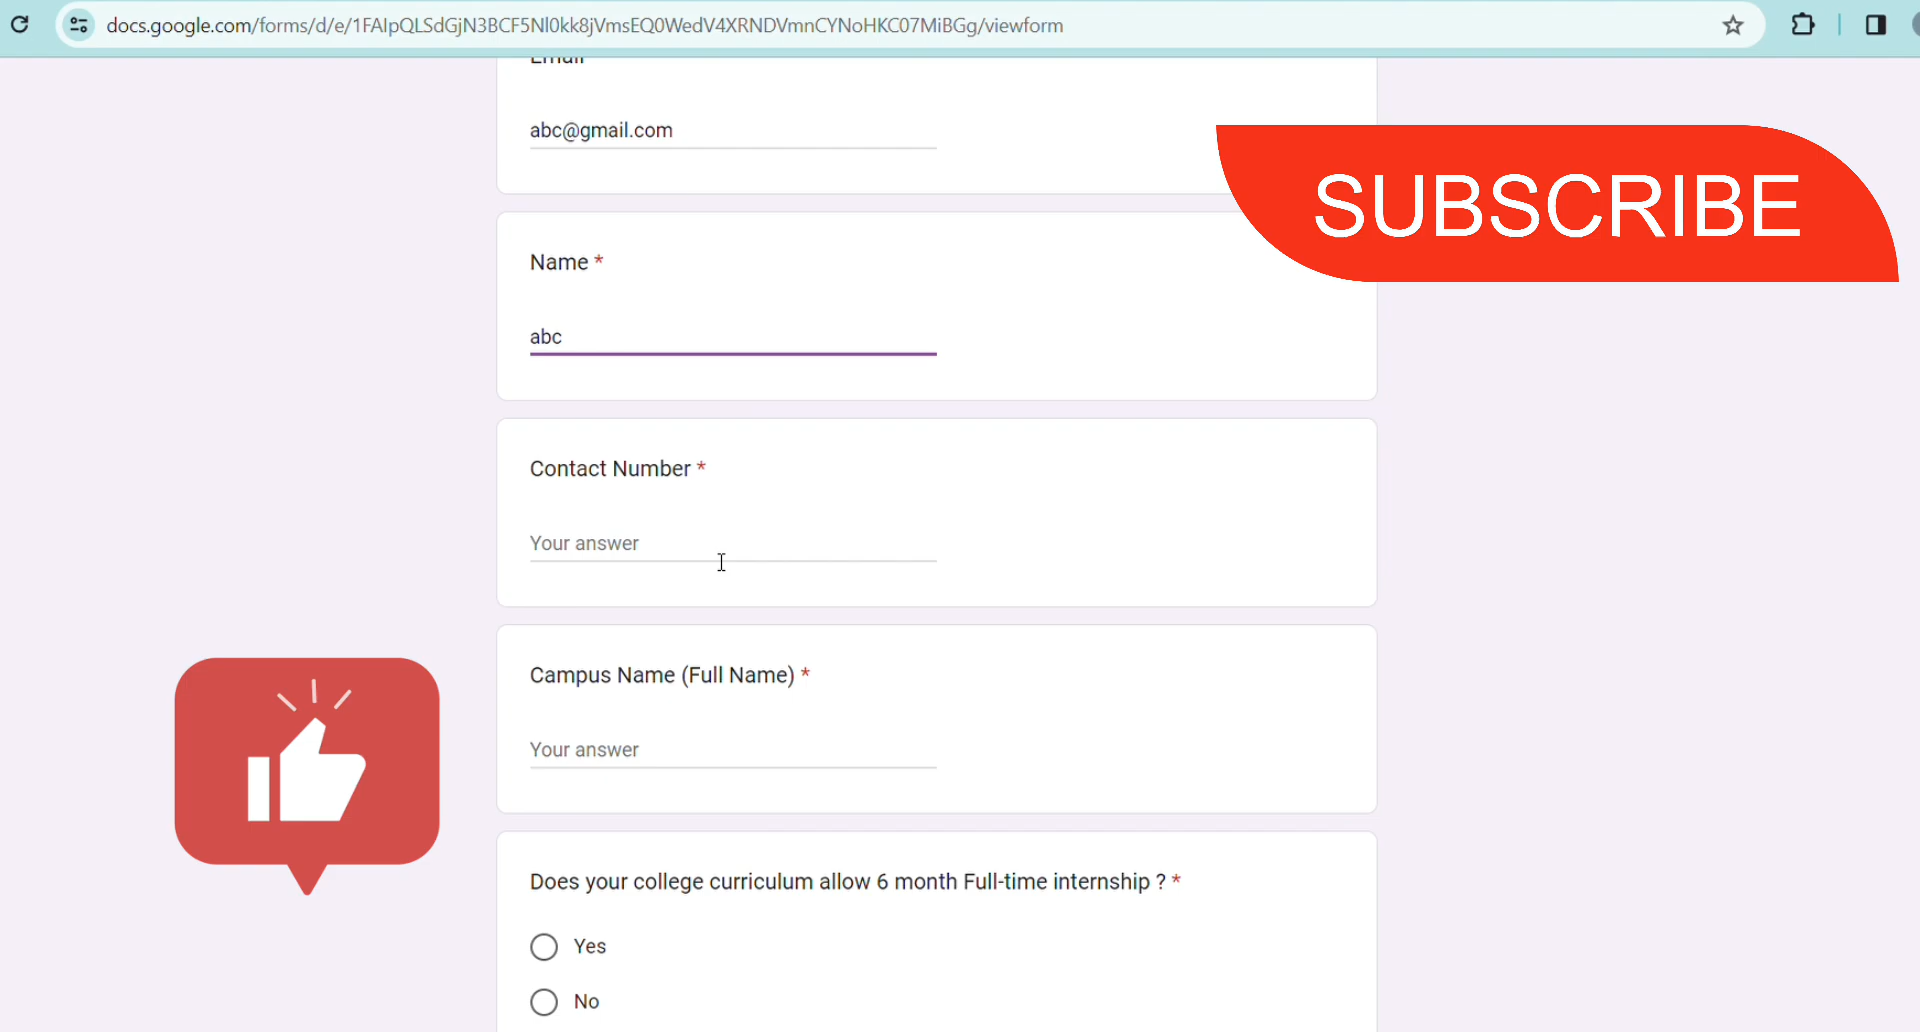 docs.google.com/forms/d/e/1FAIpQLSdGjN3BCF5Nl0kk8jVmsEQ0WedV4XRNDVmnCYNoHKC07MiBGg/viewform
Email
abc@gmail.com
SUBSCRIBE
Name *
abc
Contact Number *
Your answer
Campus Name (Full Name) *
Your answer
Does your college curriculum allow 6 month Full-time internship ? *
Yes
No